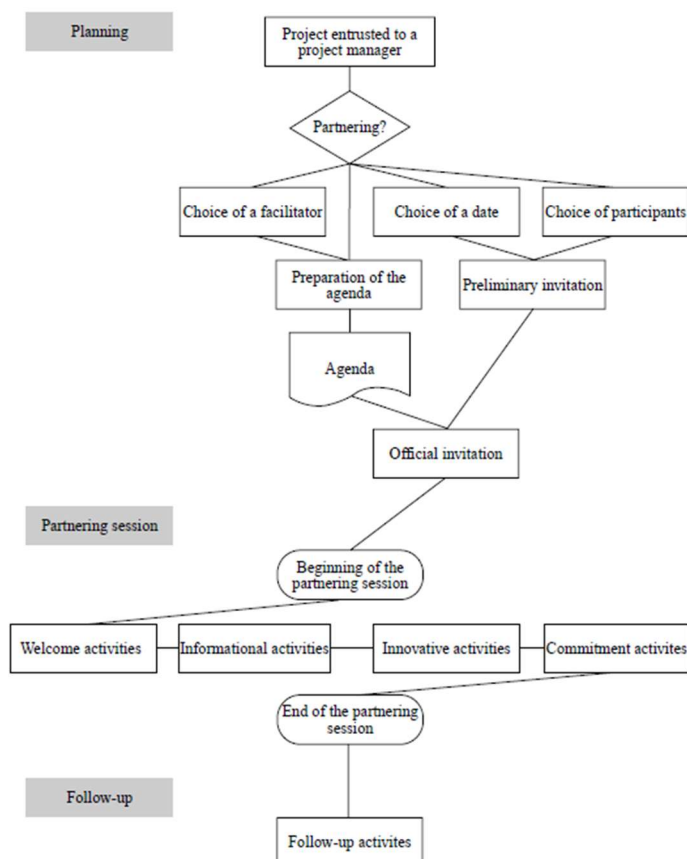 Planning
Project entrusted to a
project manager
Partnering?
Choice of a facilitator
Choice of a date
Choice of participants
Preparation of the
agenda
Preliminary invitation
Agenda
Official invitation
Partnering session
Beginning of the
partnering session
Welcome activities
Informational activities
Innovative activities
Commitment activites
End of the partnering
session
Follow-up
Follow-up activites